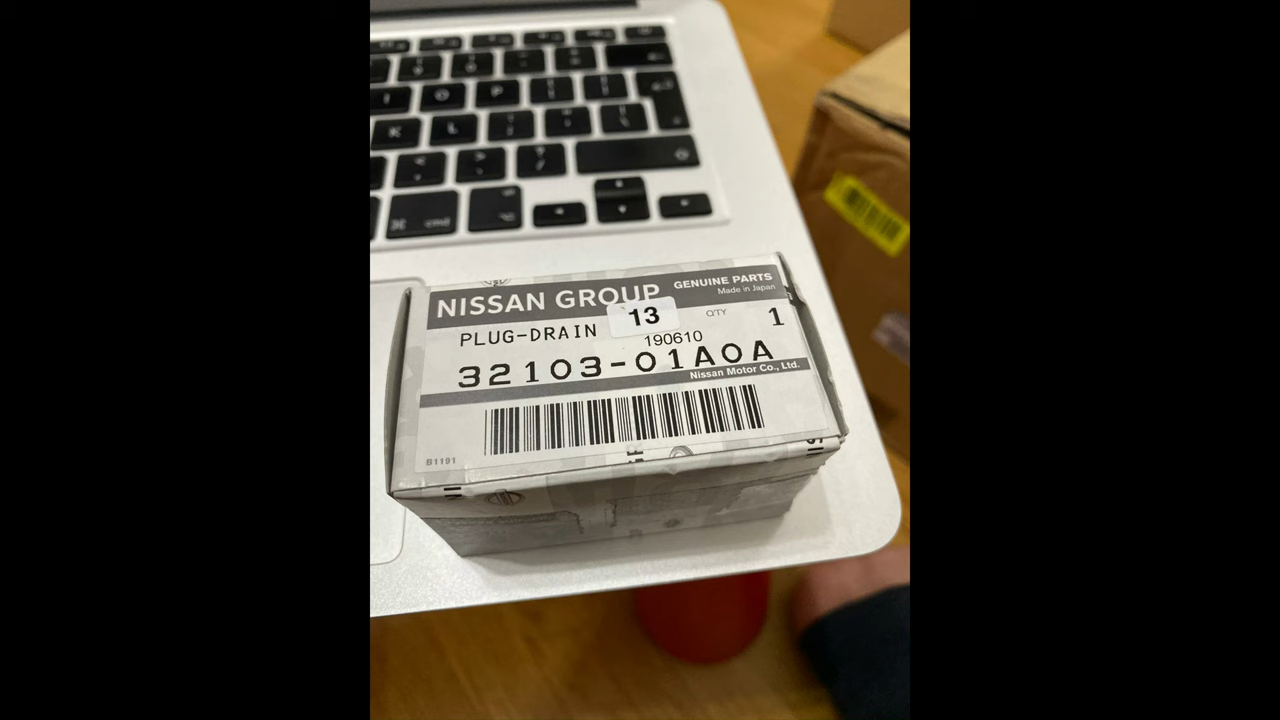 I O P
K L
cmd
NISSAN GROUP
GENUINE PARTS
Made in Japan
PLUG-DRAIN
13
Q'TY
1
190610
32103-01A0A
Nissan Motor Co., Ltd.
B1191